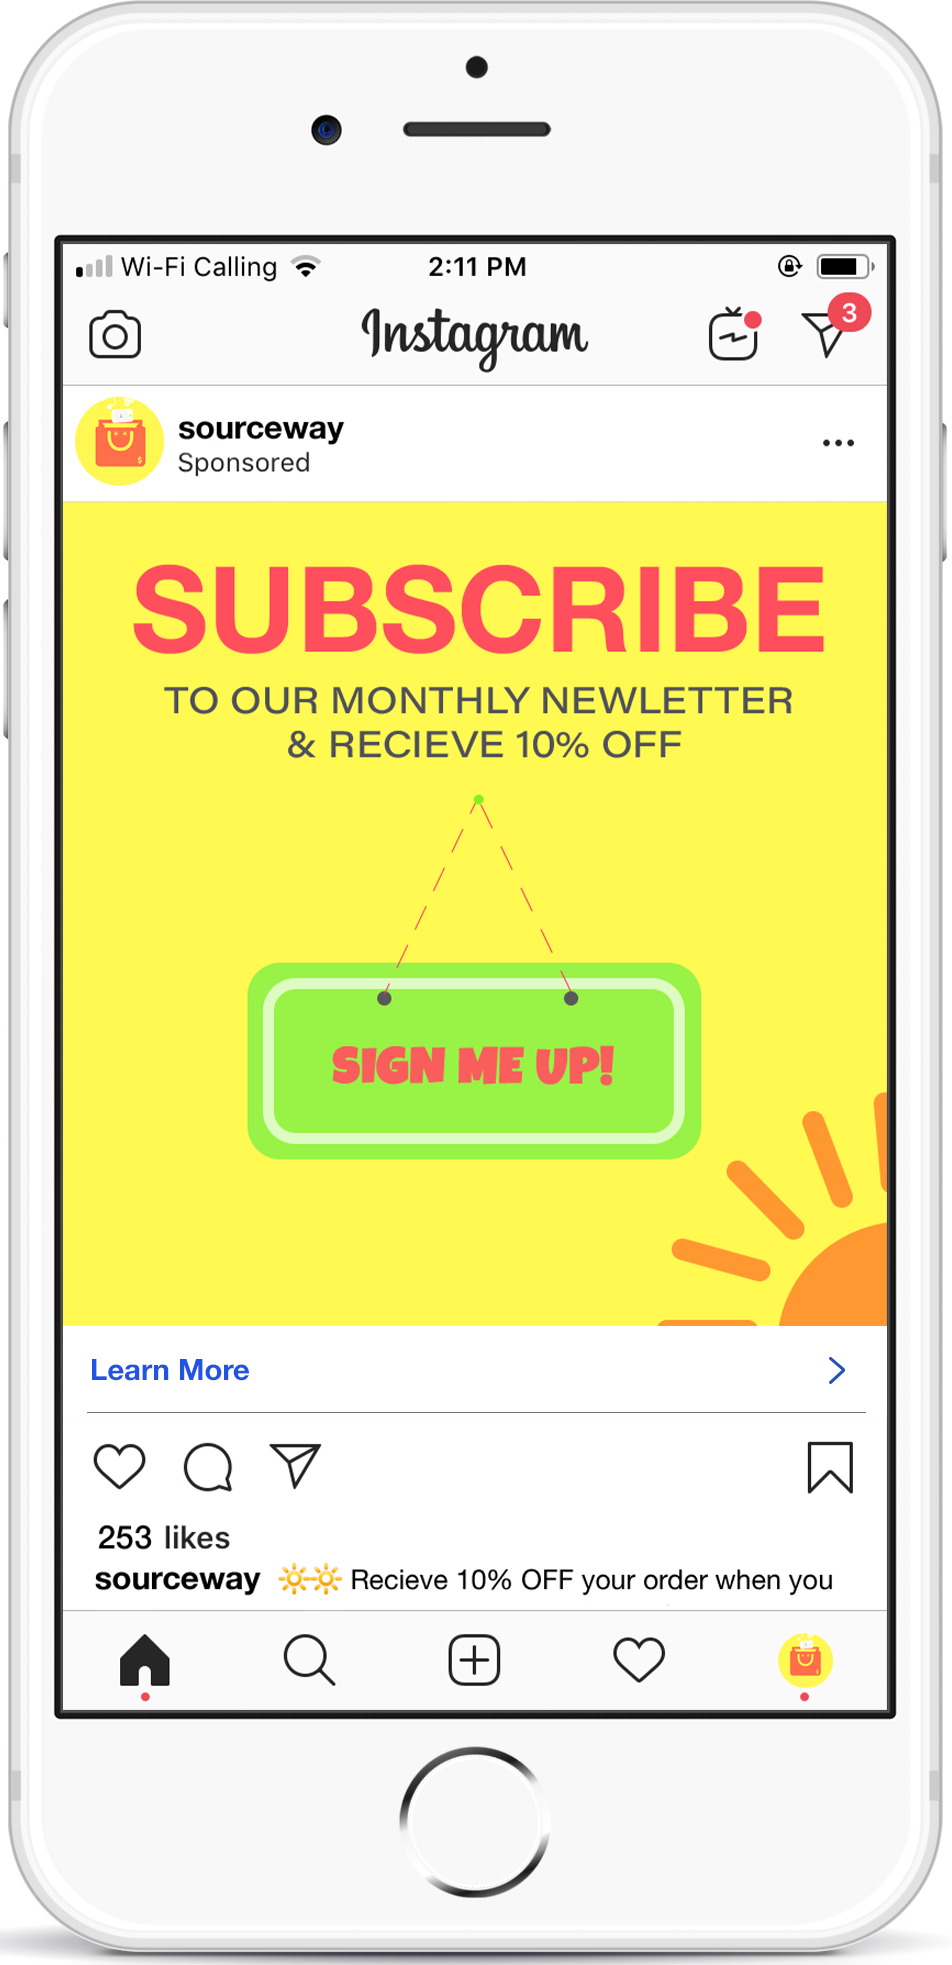 Wi-Fi Calling 2:11 PM
Instagram 3
sourceway
Sponsored
SUBSCRIBE
TO OUR MONTHLY NEWLETTER
& RECIEVE 10% OFF
SIGN ME UP!
Learn More
253 likes
sourceway 🔆🔆 Recieve 10% OFF your order when you